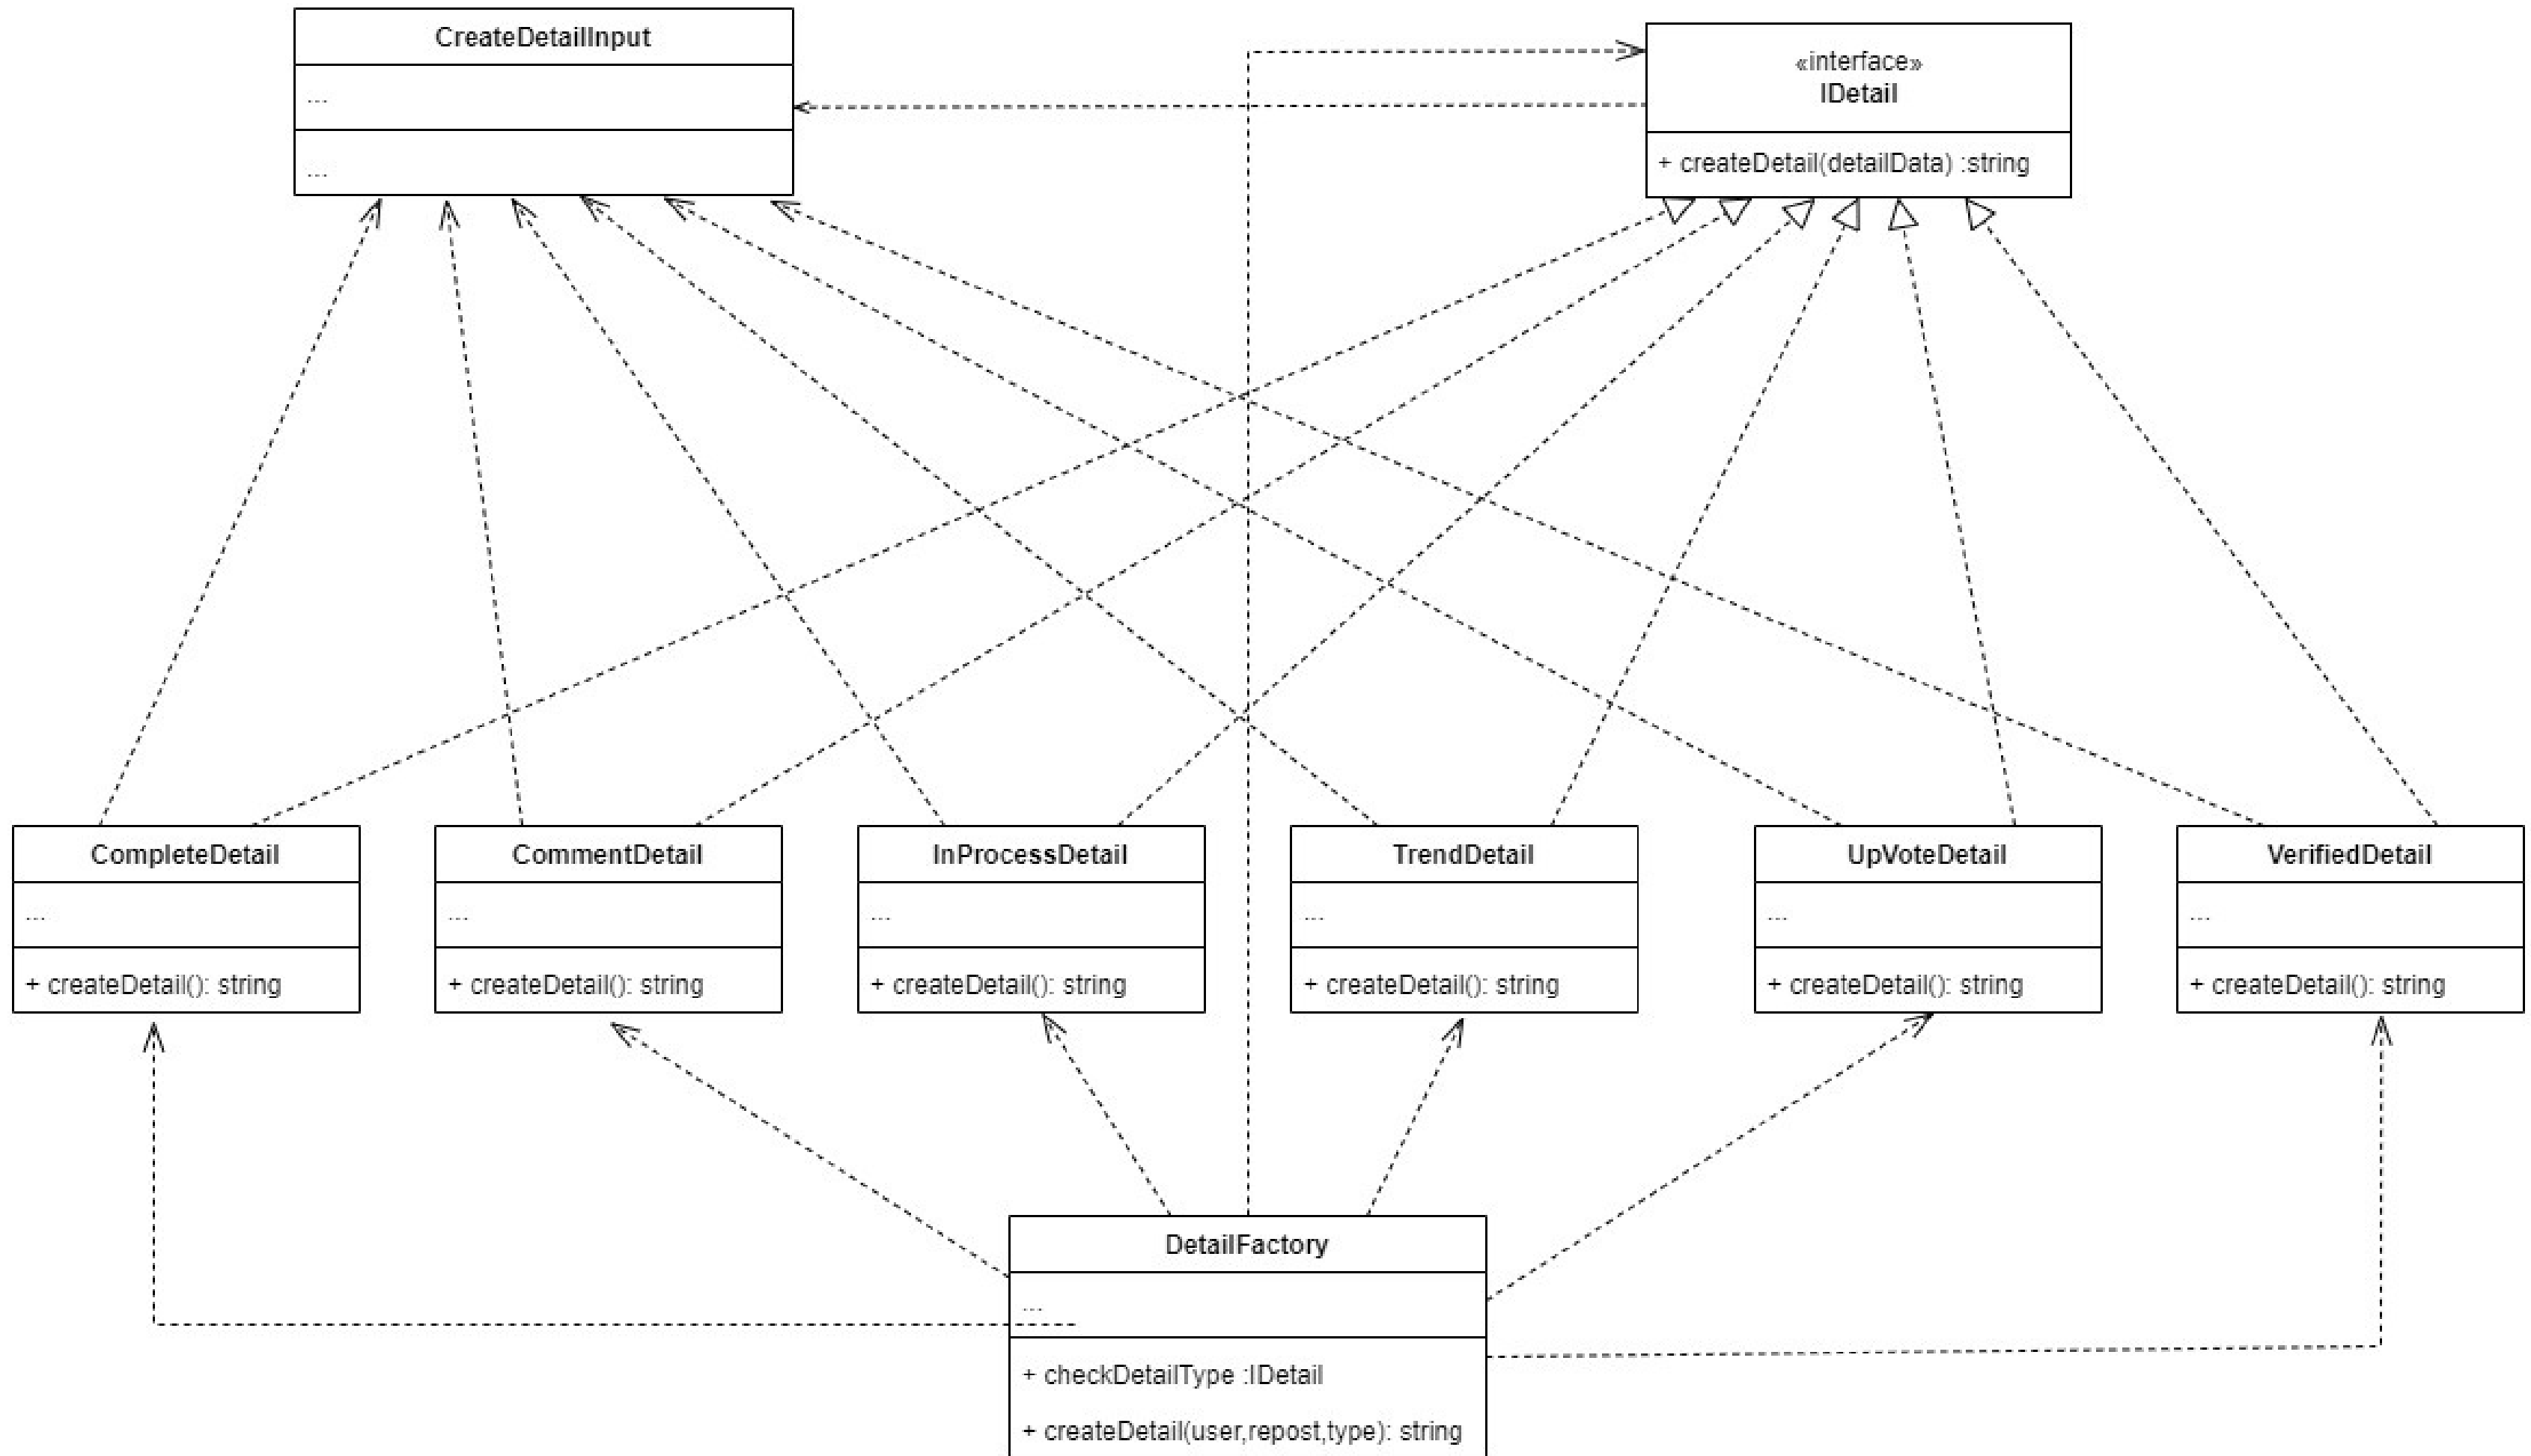 CreateDetailInput
...
...
«interface»
IDetail
+ createDetail(detailData) :string
CompleteDetail
...
+ createDetail(): string
CommentDetail
...
+ createDetail(): string
InProcessDetail
...
+ createDetail(): string
TrendDetail
...
+ createDetail(): string
UpVoteDetail
...
+ createDetail(): string
VerifiedDetail
...
+ createDetail(): string
DetailFactory
...
+ checkDetailType :IDetail
+ createDetail(user,repost,type): string